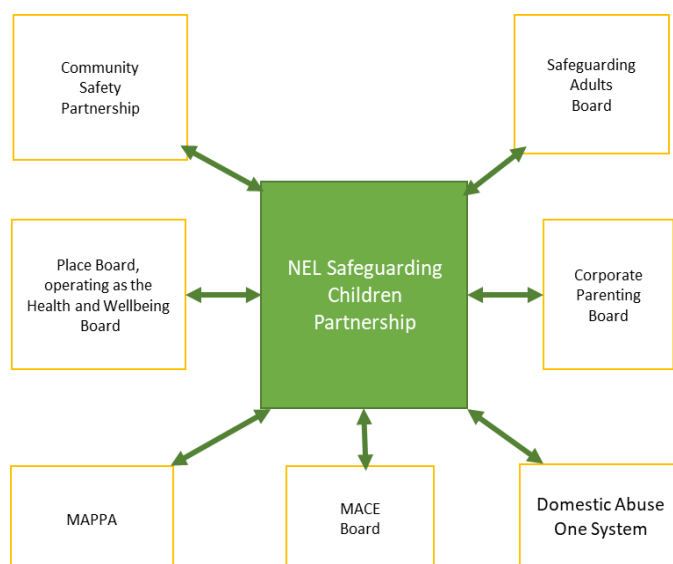 Community
Safety
Partnership
Safeguarding
Adults
Board
NEL Safeguarding
Children
Partnership
Place Board,
operating as the
Health and Wellbeing
Board
Corporate
Parenting
Board
MAPPA
MACE
Board
Domestic Abuse
One System